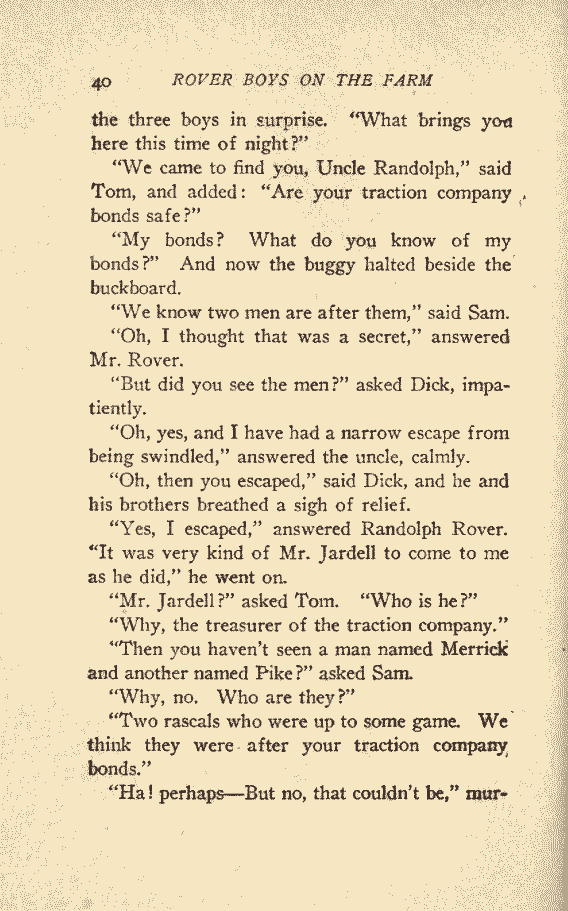 40 ROVER BOYS ON THE FARM
the three boys in surprise. "What brings you
here this time of night?"
"We came to find you, Uncle Randolph," said
Tom, and added: "Are your traction company
bonds safe?"
"My bonds? What do you know of my
bonds?" And now the buggy halted beside the
buckboard.
"We know two men are after them," said Sam.
"Oh, I thought that was a secret," answered
Mr. Rover.
"But did you see the men?" asked Dick, impa-
tiently.
"Oh, yes, and I have had a narrow escape from
being swindled," answered the uncle, calmly.
"Oh, then you escaped," said Dick, and he and
his brothers breathed a sigh of relief.
"Yes, I escaped," answered Randolph Rover.
"It was very kind of Mr. Jardell to come to me
as he did," he went on.
"Mr. Jardell?" asked Tom. "Who is he?"
"Why, the treasurer of the traction company."
"Then you haven't seen a man named Merrick
and another named Pike?" asked Sam.
"Why, no. Who are they?"
"Two rascals who were up to some game. We
think they were after your traction company
bonds."
"Ha! perhaps—But no, that couldn't be," mur-